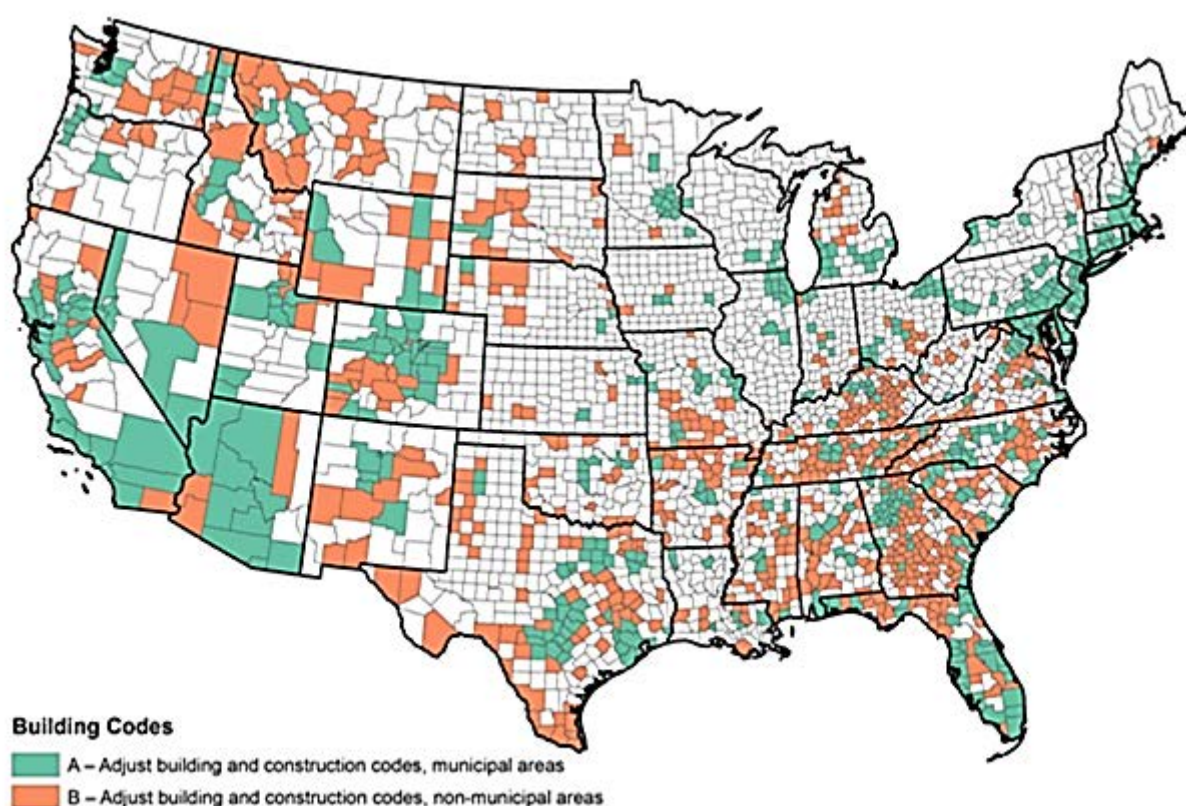 Building Codes
A – Adjust building and construction codes, municipal areas
B – Adjust building and construction codes, non-municipal areas